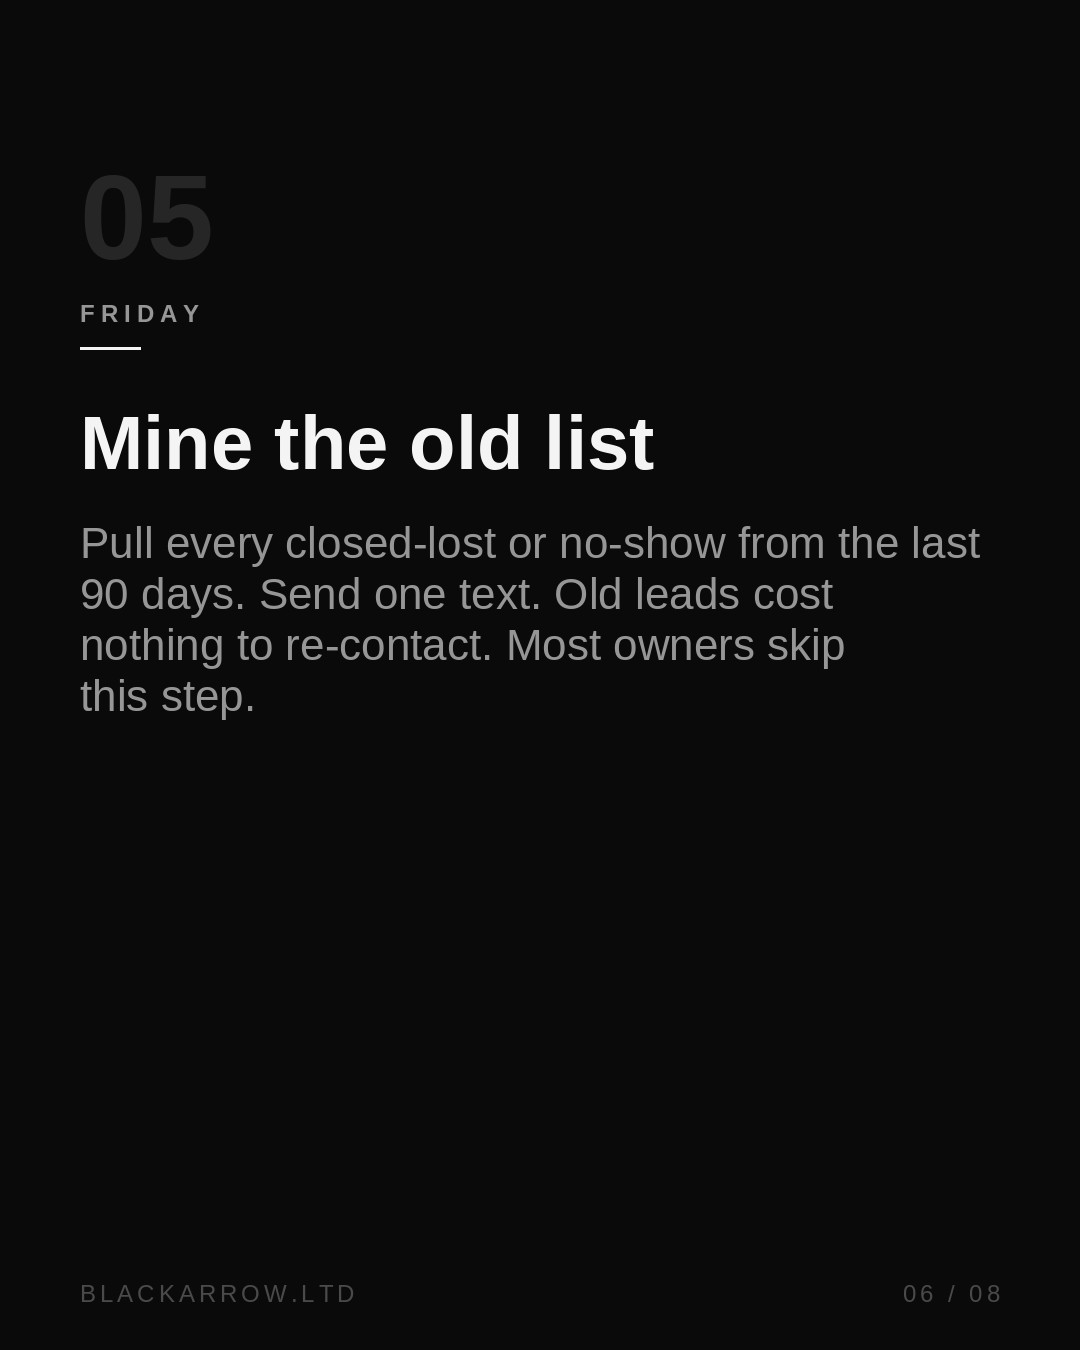 05
FRIDAY
Mine the old list
Pull every closed-lost or no-show from the last
90 days. Send one text. Old leads cost
nothing to re-contact. Most owners skip
this step.
BLACKARROW.LTD
06 / 08